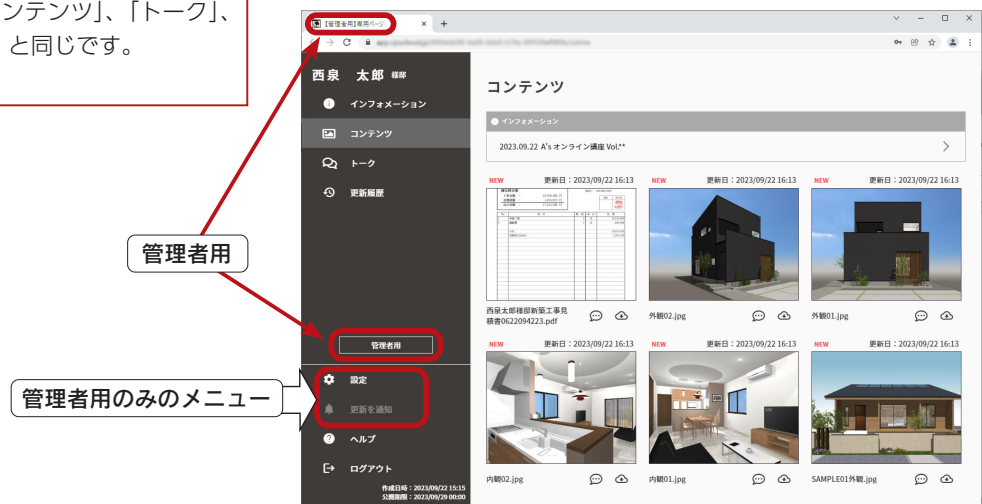 ンテンツ」、「トーク」、
と同じです。
【管理者用】専用ページ
西泉 太郎 様邸
インフォメーション
コンテンツ
トーク
更新履歴
管理者用
管理者用
管理者用のみのメニュー
設定
更新を通知
ヘルプ
ログアウト
作成日時：2023/09/22 15:15
公開期限：2023/09/29 00:00
コンテンツ
インフォメーション
2023.09.22 A's オンライン講座 Vol.**
NEW 更新日：2023/09/22 16:13
NEW 更新日：2023/09/22 16:13
NEW 更新日：2023/09/22 16:13
西泉太郎様邸新築工事見
積書0622094223.pdf
外観02.jpg
外観01.jpg
NEW 更新日：2023/09/22 16:13
NEW 更新日：2023/09/22 16:13
NEW 更新日：2023/09/22 16:13
内観02.jpg
内観01.jpg
SAMPLE01外観.jpg